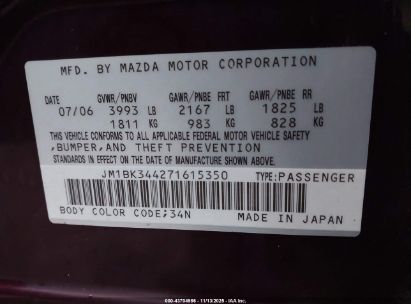 MFD. BY MAZDA MOTOR CORPORATION
GVWR/PNBV GAWR/PNBE FRT GAWR/PNBE RR
07/06 3993 LB 2167 LB 1825 LB
1811 KG 983 KG 828 KG
THIS VEHICLE CONFORMS TO ALL APPLICABLE FEDERAL MOTOR VEHICLE SAFETY
,BUMPER,AND THEFT PREVENTION
STANDARDS IN EFFECT ON THE DATE OF MANUFACTURE SHOWN ABOVE.
JM1BK344271615350 TYPE:PASSENGER
BODY COLOR CODE:34N MADE IN JAPAN